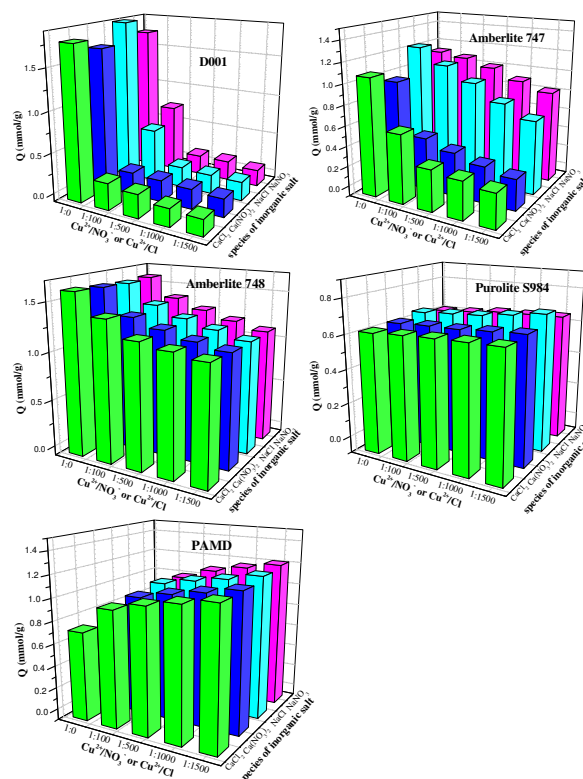 D001
Q (mmol/g)
1.5
1.0
0.5
0.0
1:0
1:100
1:500
1:1000
1:1500
Cu²⁺/NO₃⁻ or Cu²⁺/Cl⁻
CaCl₂ Ca(NO₃)₂ NaCl NaNO₃
species of inorganic salt
Amberlite 747
Q (mmol/g)
1.4
1.2
1.0
0.8
0.6
0.4
0.2
0.0
1:0
1:100
1:500
1:1000
1:1500
Cu²⁺/NO₃⁻ or Cu²⁺/Cl⁻
CaCl₂ Ca(NO₃)₂ NaCl NaNO₃
species of inorganic salt
Amberlite 748
Q (mmol/g)
1.5
1.0
0.5
0.0
1:0
1:100
1:500
1:1000
1:1500
Cu²⁺/NO₃⁻ or Cu²⁺/Cl⁻
CaCl₂ Ca(NO₃)₂ NaCl NaNO₃
species of inorganic salt
Purolite S984
Q (mmol/g)
0.8
0.6
0.4
0.2
0.0
1:0
1:100
1:500
1:1000
1:1500
Cu²⁺/NO₃⁻ or Cu²⁺/Cl⁻
CaCl₂ Ca(NO₃)₂ NaCl NaNO₃
species of inorganic s
PAMD
Q (mmol/g)
1.4
1.2
1.0
0.8
0.6
0.4
0.2
0.0
1:0
1:100
1:500
1:1000
1:1500
Cu²⁺/NO₃⁻ or Cu²⁺/Cl⁻
CaCl₂ Ca(NO₃)₂ NaCl NaNO₃
species of inorganic salt